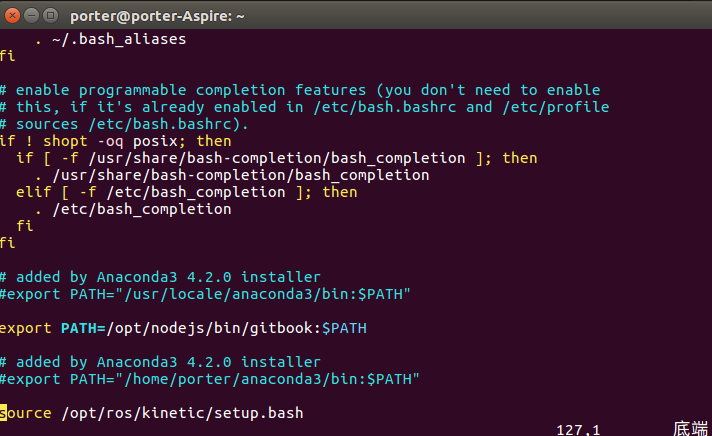 porter@porter-Aspire: ~
. ~/.bash_aliases
fi
# enable programmable completion features (you don't need to enable
# this, if it's already enabled in /etc/bash.bashrc and /etc/profile
# sources /etc/bash.bashrc).
if ! shopt -oq posix; then
  if [ -f /usr/share/bash-completion/bash_completion ]; then
    . /usr/share/bash-completion/bash_completion
  elif [ -f /etc/bash_completion ]; then
    . /etc/bash_completion
  fi
fi
# added by Anaconda3 4.2.0 installer
#export PATH="/usr/locale/anaconda3/bin:$PATH"
export PATH=/opt/nodejs/bin/gitbook:$PATH
# added by Anaconda3 4.2.0 installer
#export PATH="/home/porter/anaconda3/bin:$PATH"
source /opt/ros/kinetic/setup.bash
127,1 底端